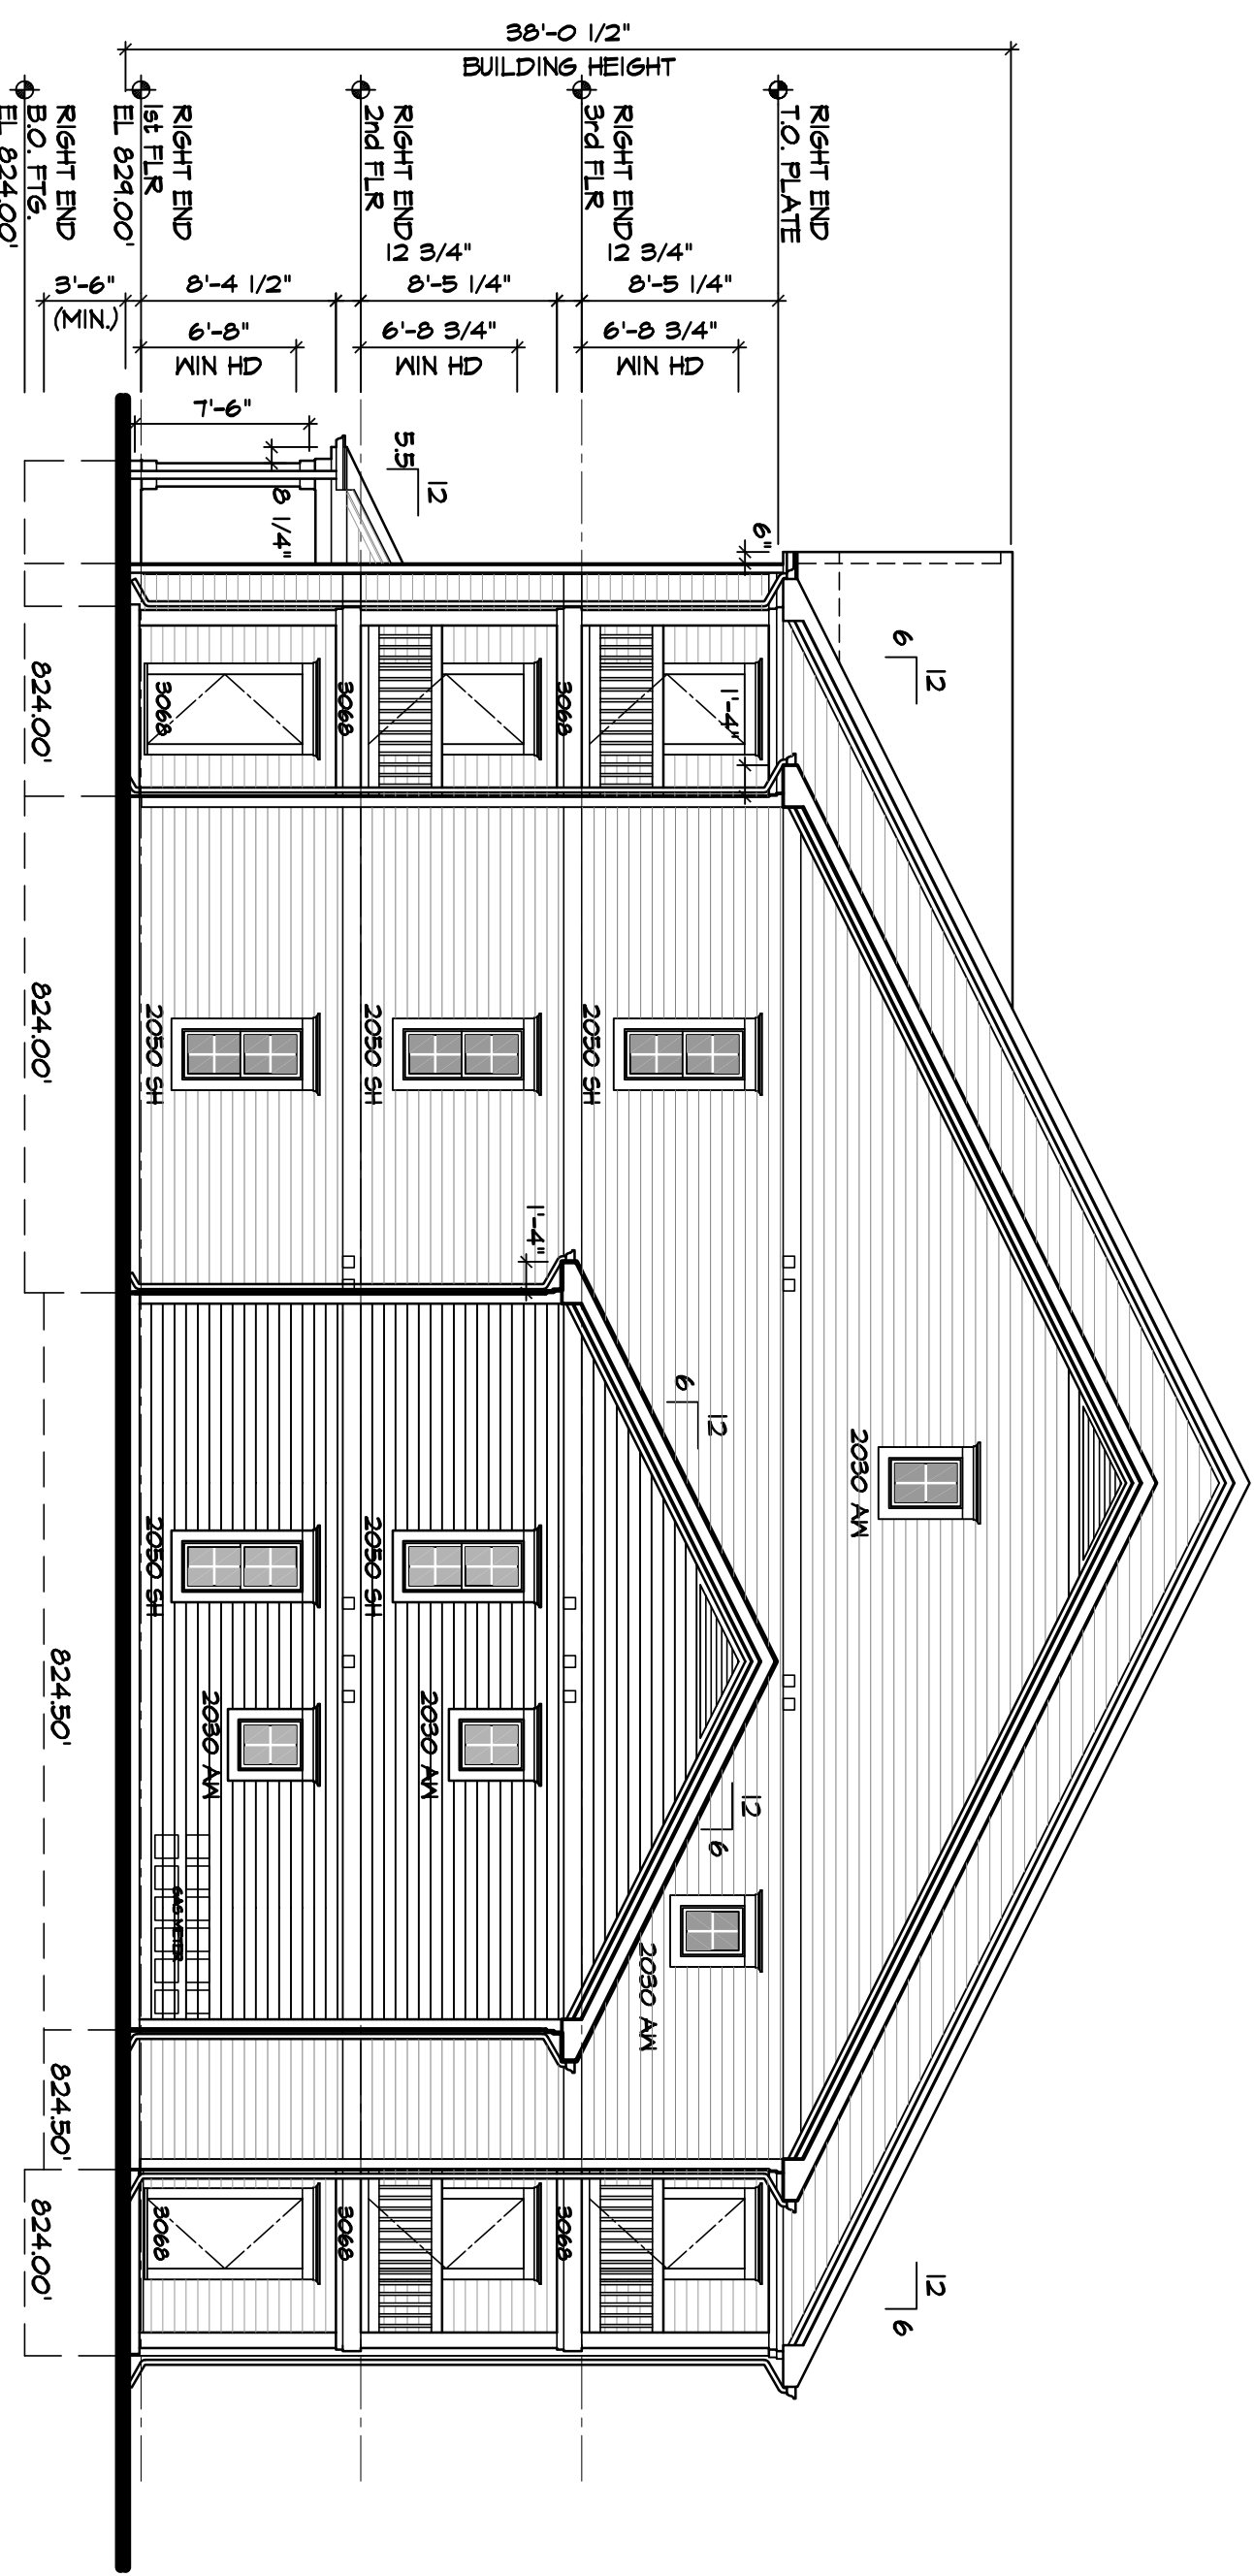 38'-0 1/2"
BUILDING HEIGHT
RIGHT END
T.O. PLATE
RIGHT END
3rd FLR
RIGHT END
2nd FLR
RIGHT END
1st FLR
EL 829.00'
RIGHT END
B.O. FTG.
EL 824.00'
12 3/4"
12 3/4"
8'-5 1/4"
8'-5 1/4"
8'-4 1/2"
3'-6"
(MIN.)
6'-8 3/4"
WIN HD
6'-8 3/4"
WIN HD
6'-8"
WIN HD
7'-6"
8 1/4"
5.5
12
6"
6
12
1'-4"
3068
3068
3068
2050 SH
2050 SH
2050 SH
1'-4"
6
12
2030 AW
2050 SH
2050 SH
2030 AW
2030 AW
12
6
2030 AW
GAS METER
3068
3068
3068
12
6
824.00'
824.00'
824.50'
824.50'
824.00'